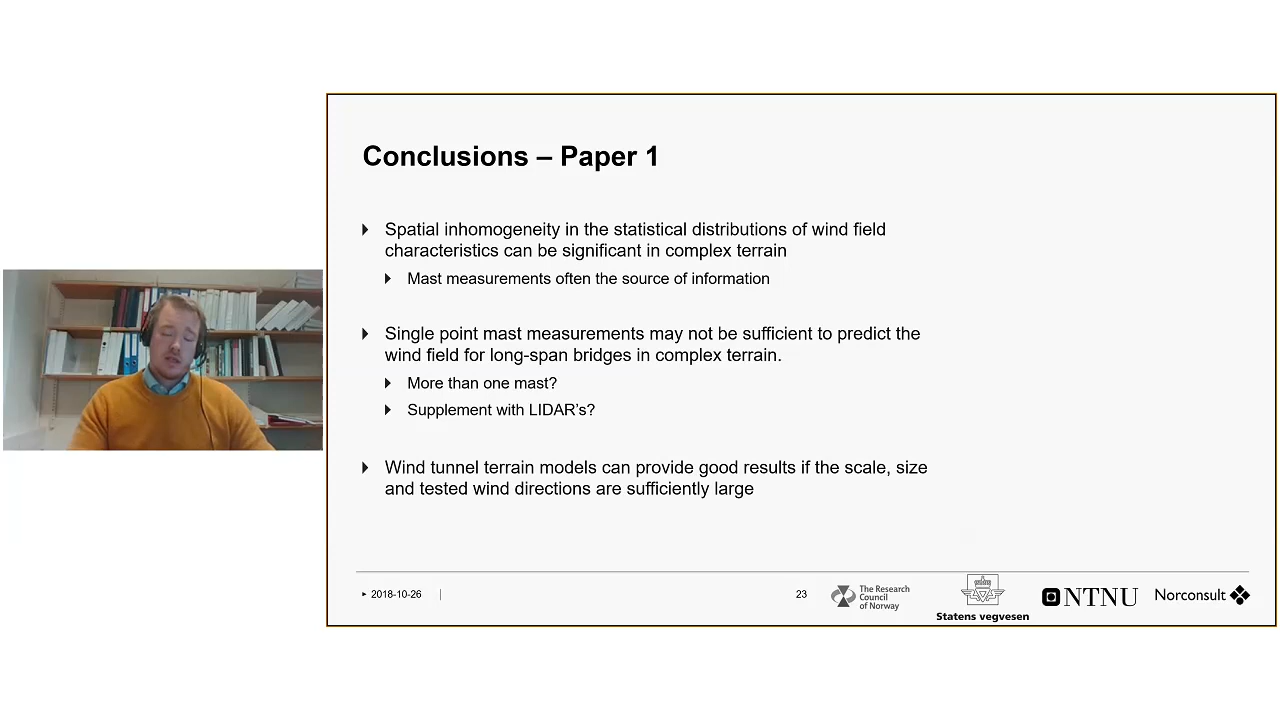 Conclusions – Paper 1
Spatial inhomogeneity in the statistical distributions of wind field
characteristics can be significant in complex terrain
Mast measurements often the source of information
Single point mast measurements may not be sufficient to predict the
wind field for long-span bridges in complex terrain.
More than one mast?
Supplement with LIDAR's?
Wind tunnel terrain models can provide good results if the scale, size
and tested wind directions are sufficiently large
2018-10-26
23
The Research
Council
of Norway
Statens vegvesen
NTNU
Norconsult